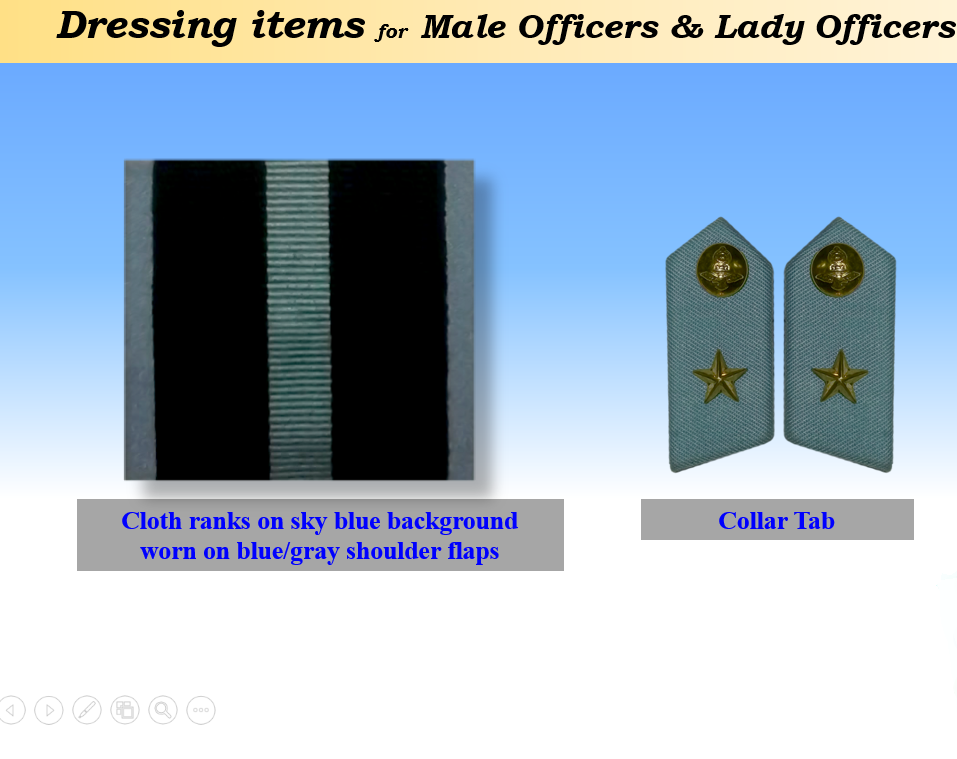 Dressing items for Male Officers & Lady Officers
Cloth ranks on sky blue background
worn on blue/gray shoulder flaps
Collar Tab